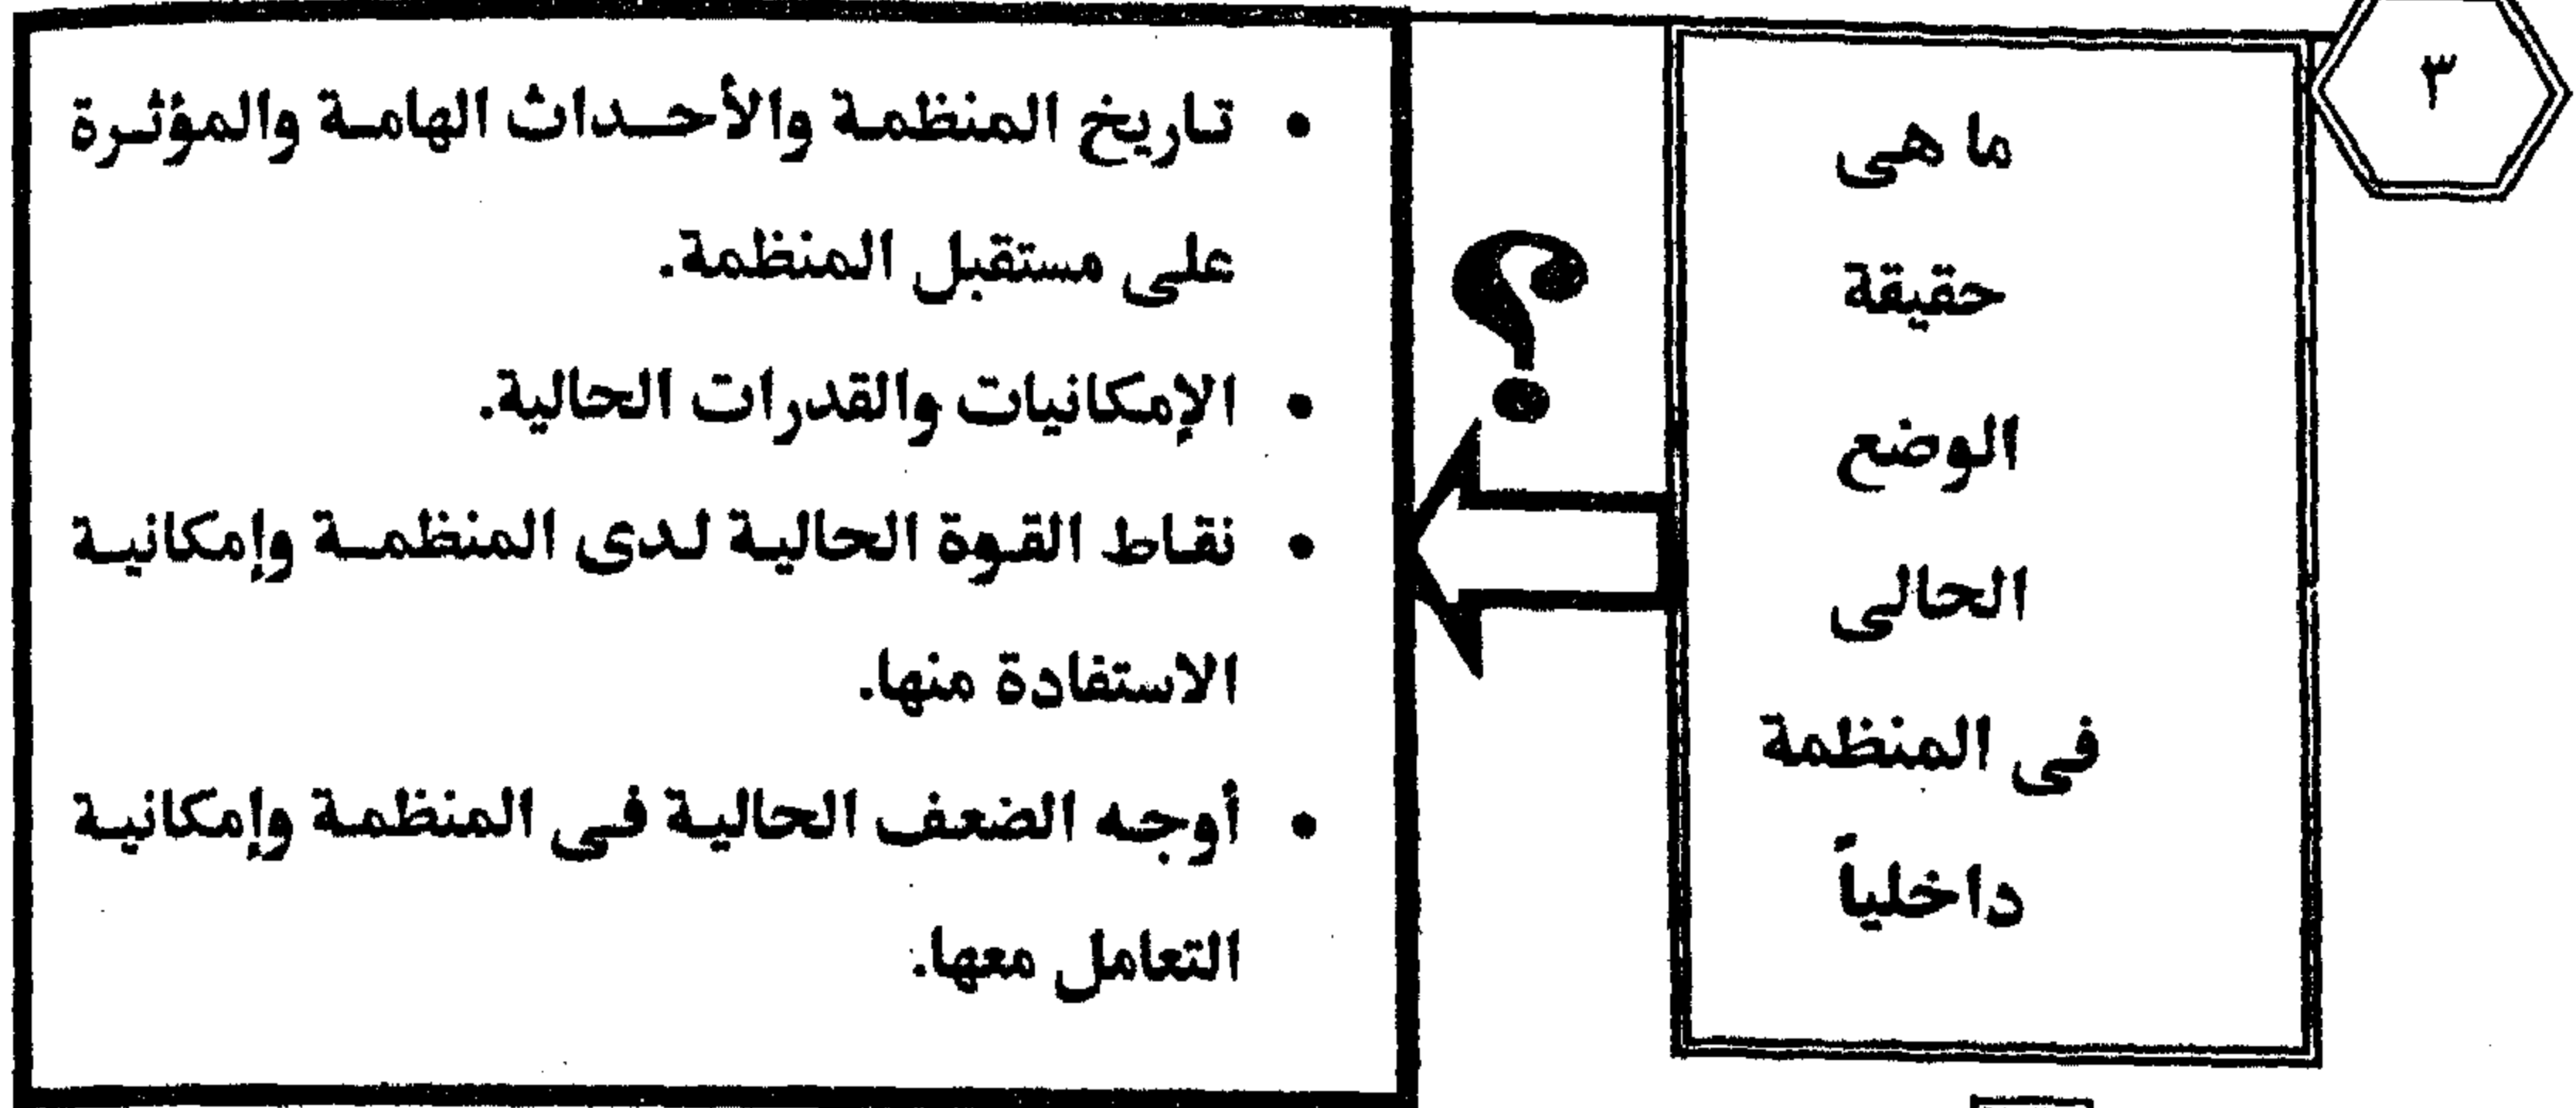 ٣
ما هى
حقيقة
الوضع
الحالى
فى المنظمة
داخلياً
؟
• تاريخ المنظمة والأحداث الهامة والمؤثرة
على مستقبل المنظمة.
• الإمكانيات والقدرات الحالية.
• نقاط القوة الحالية لدى المنظمة وإمكانية
الاستفادة منها.
• أوجه الضعف الحالية فى المنظمة وإمكانية
التعامل معها.